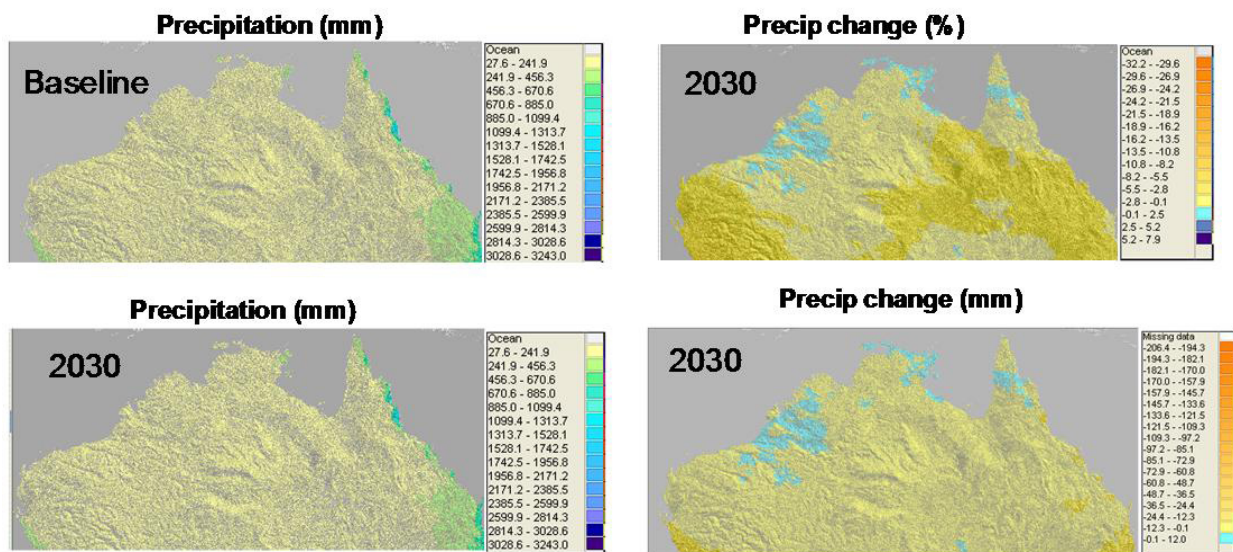 Precipitation (mm)
Baseline
Ocean
27.6 - 241.9
241.9 - 456.3
456.3 - 670.6
670.6 - 885.0
885.0 - 1099.4
1099.4 - 1313.7
1313.7 - 1528.1
1528.1 - 1742.5
1742.5 - 1956.8
1956.8 - 2171.2
2171.2 - 2385.5
2385.5 - 2599.9
2599.9 - 2814.3
2814.3 - 3028.6
3028.6 - 3243.0
Precip change (%)
2030
Ocean
-32.2 - -29.6
-29.6 - -26.9
-26.9 - -24.2
-24.2 - -21.5
-21.5 - -18.9
-18.9 - -16.2
-16.2 - -13.5
-13.5 - -10.8
-10.8 - -8.2
-8.2 - -5.5
-5.5 - -2.8
-2.8 - -0.1
-0.1 - 2.5
2.5 - 5.2
5.2 - 7.9
Precipitation (mm)
2030
Ocean
27.6 - 241.9
241.9 - 456.3
456.3 - 670.6
670.6 - 885.0
885.0 - 1099.4
1099.4 - 1313.7
1313.7 - 1528.1
1528.1 - 1742.5
1742.5 - 1956.8
1956.8 - 2171.2
2171.2 - 2385.5
2385.5 - 2599.9
2599.9 - 2814.3
2814.3 - 3028.6
3028.6 - 3243.0
Precip change (mm)
2030
Missing data
-206.4 - -194.3
-194.3 - -182.1
-182.1 - -170.0
-170.0 - -157.9
-157.9 - -145.7
-145.7 - -133.6
-133.6 - -121.5
-121.5 - -109.3
-109.3 - -97.2
-97.2 - -85.1
-85.1 - -72.9
-72.9 - -60.8
-60.8 - -48.7
-48.7 - -36.5
-36.5 - -24.4
-24.4 - -12.3
-12.3 - -0.1
-0.1 - 12.0